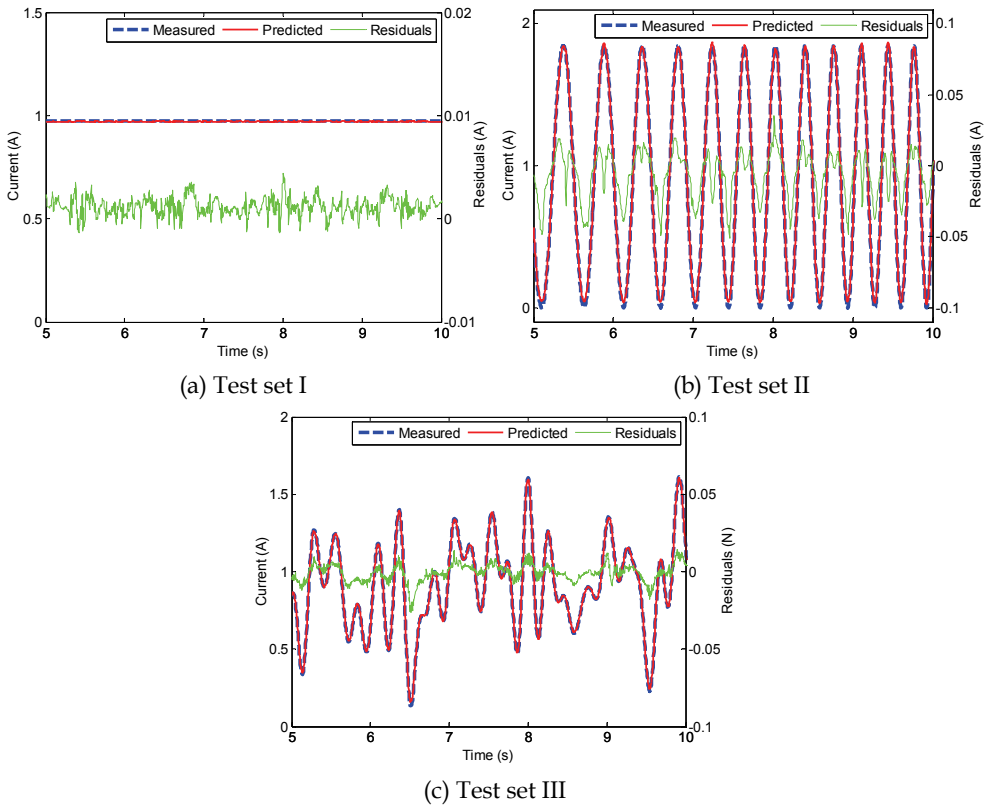 1.5
1
0.5
0
Current (A)
Measured Predicted Residuals
0.02
0.01
0
-0.01
Residuals (A)
5 6 7 8 9 10
Time (s)
(a) Test set I
2
1
0
Current (A)
Measured Predicted Residuals
0.1
0.05
0
-0.05
-0.1
Residuals (A)
5 6 7 8 9 10
Time (s)
(b) Test set II
2
1.5
1
0.5
0
Current (A)
Measured Predicted Residuals
0.1
0.05
0
-0.05
-0.1
Residuals (N)
5 6 7 8 9 10
Time (s)
(c) Test set III